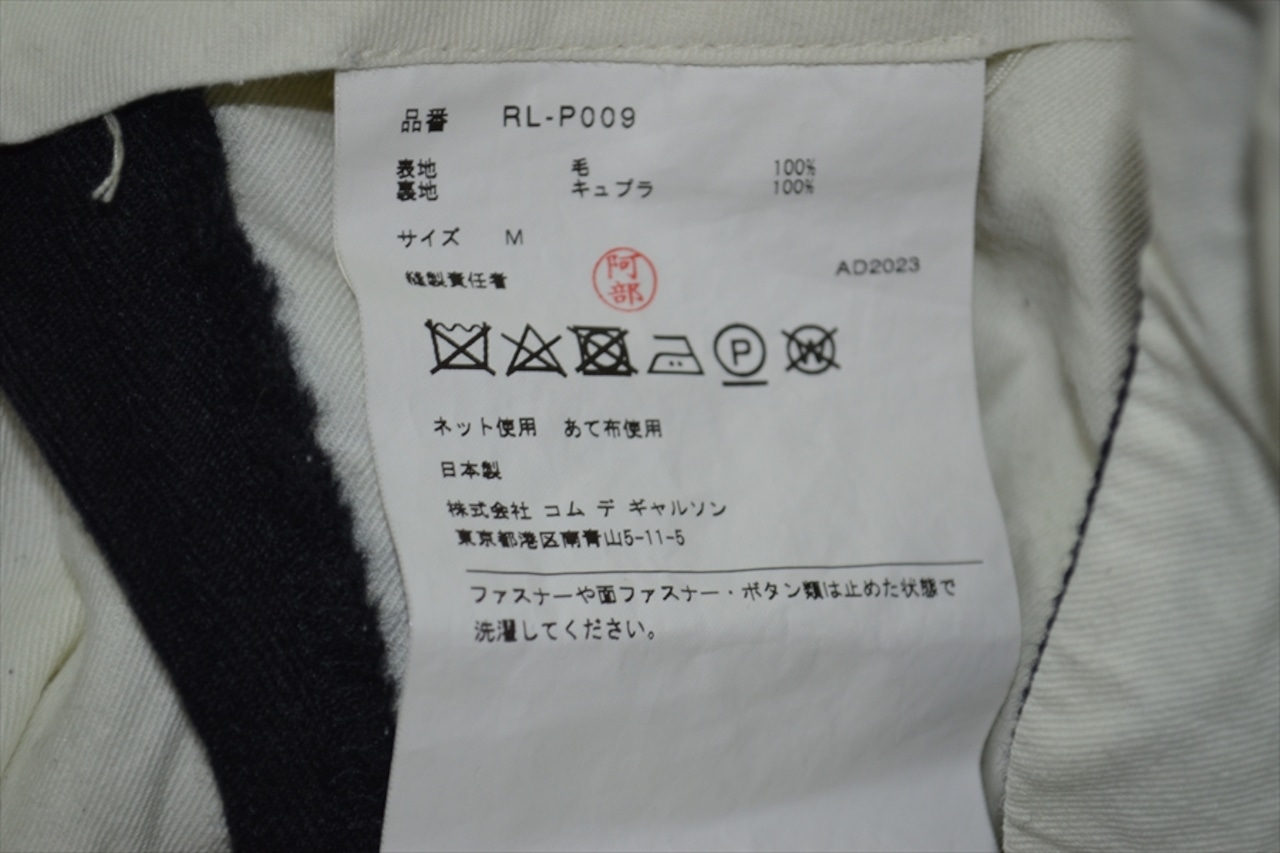 品番 RL-P009
表地 毛 100%
裏地 キュプラ 100%
サイズ M
縫製責任者 阿部 AD2023
P W
ネット使用 あて布使用
日本製
株式会社 コム デ ギャルソン
東京都港区南青山5-11-5
ファスナーや面ファスナー・ボタン類は止めた状態で
洗濯してください。